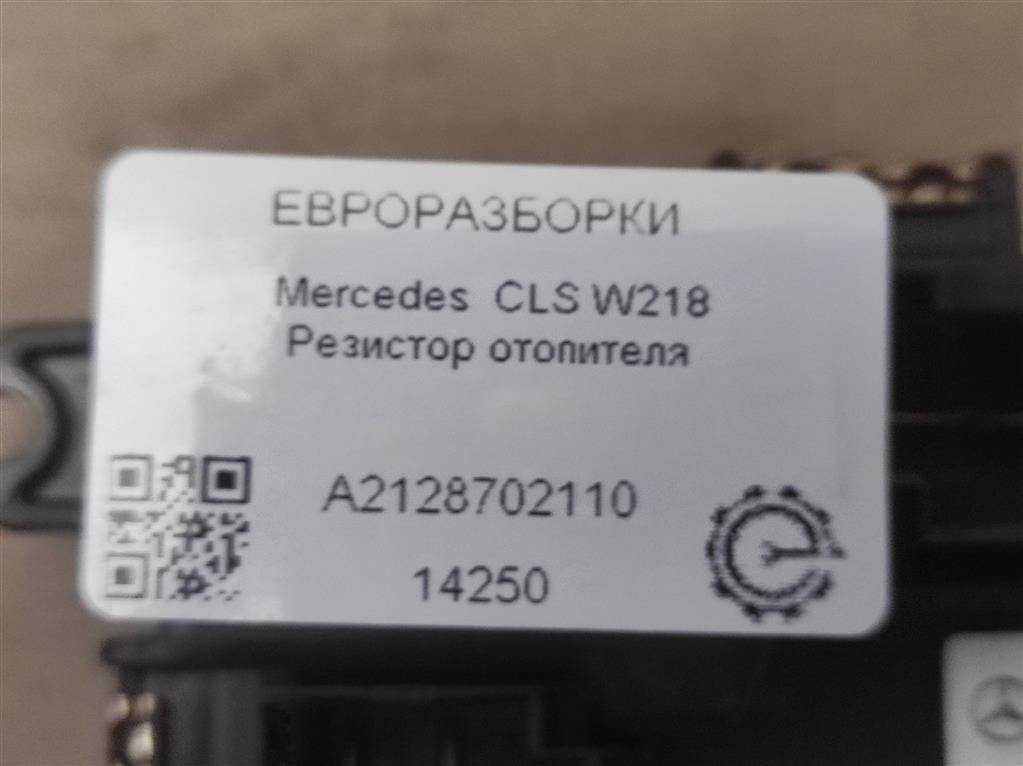 ЕВРОРАЗБОРКИ
Mercedes CLS W218
Резистор отопителя
A2128702110
14250